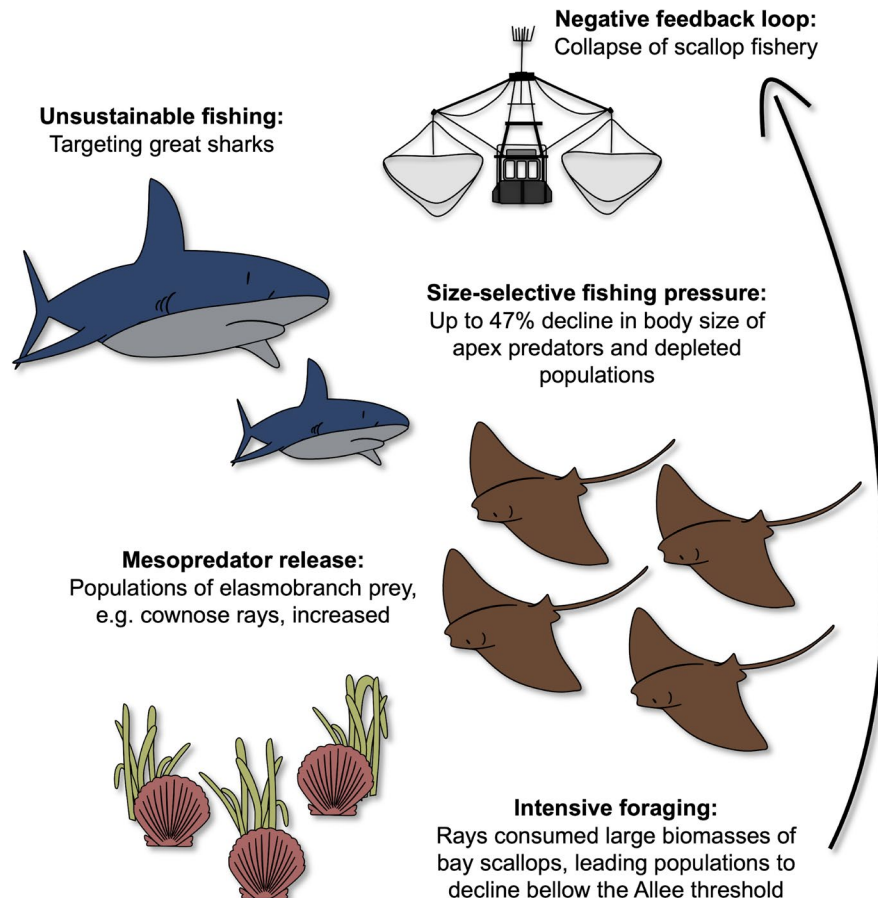 Negative feedback loop:
Collapse of scallop fishery
Unsustainable fishing:
Targeting great sharks
Size-selective fishing pressure:
Up to 47% decline in body size of
apex predators and depleted
populations
Mesopredator release:
Populations of elasmobranch prey,
e.g. cownose rays, increased
Intensive foraging:
Rays consumed large biomasses of
bay scallops, leading populations to
decline bellow the Allee threshold